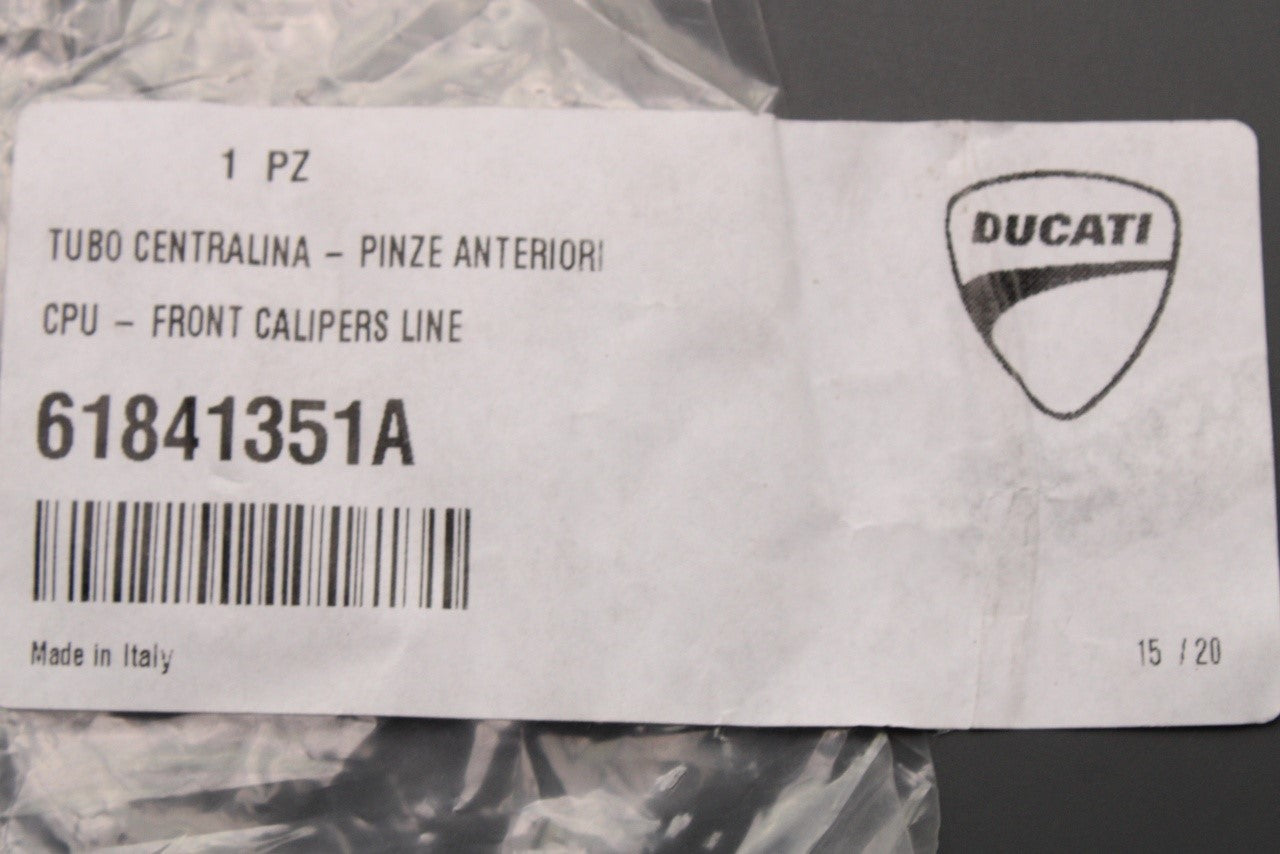 1 PZ
DUCATI
TUBO CENTRALINA - PINZE ANTERIORI
CPU - FRONT CALIPERS LINE
61841351A
Made in Italy
15 / 20